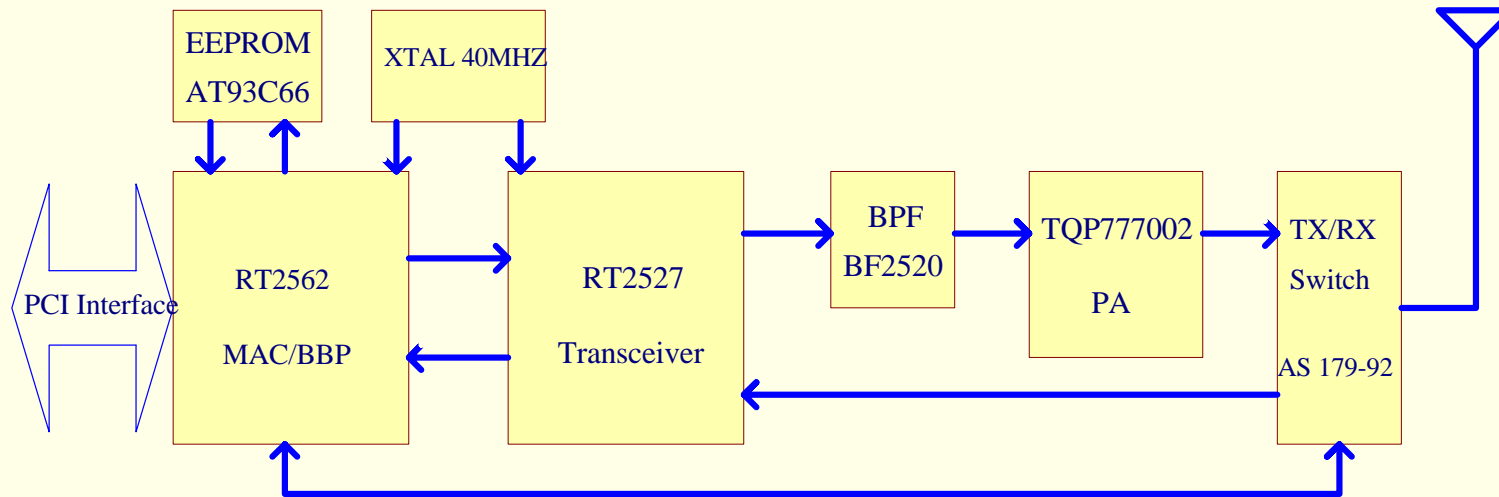 EEPROM
AT93C66
XTAL 40MHZ
PCI Interface
RT2562
MAC/BBP
RT2527
Transceiver
BPF
BF2520
TQP777002
PA
TX/RX
Switch
AS 179-92